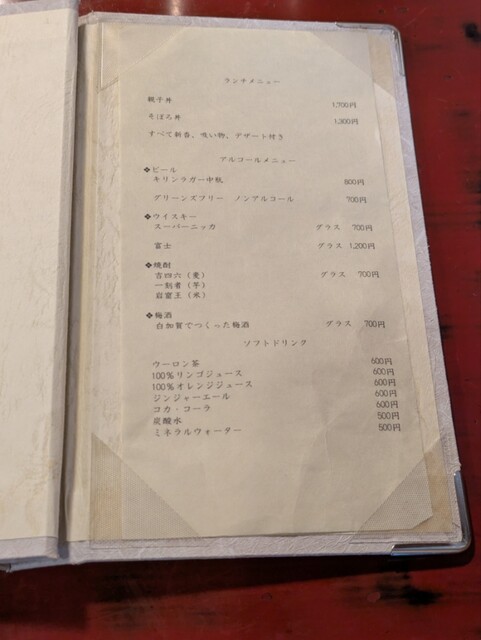 ランチメニュー
親子丼 1,700円
そぼろ丼 1,300円
すべて新香、吸い物、デザート付き
アルコールメニュー
❖ビール
キリンラガー中瓶 800円
グリーンズフリー ノンアルコール 700円
❖ウイスキー
スーパーニッカ グラス 700円
富士 グラス 1,200円
❖焼酎
吉四六（麦） グラス 700円
一刻者（芋）
岩富王（米）
❖梅酒
白加賀でつくった梅酒 グラス 700円
ソフトドリンク
ウーロン茶 600円
100％リンゴジュース 600円
100％オレンジジュース 600円
ジンジャーエール 600円
コカ・コーラ 600円
炭酸水 500円
ミネラルウォーター 500円